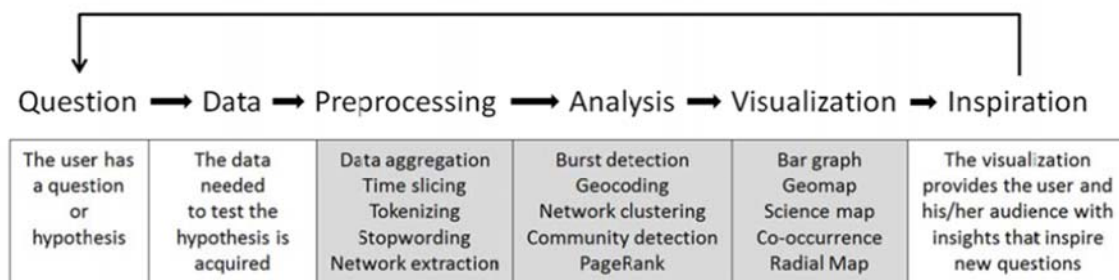 Question Data Preprocessing Analysis Visualization Inspiration
The user has
a question
or
hypothesis
The data
needed
to test the
hypothesis is
acquired
Data aggregation
Time slicing
Tokenizing
Stopwording
Network extraction
Burst detection
Geocoding
Network clustering
Community detection
PageRank
Bar graph
Geomap
Science map
Co-occurrence
Radial Map
The visualization
provides the user and
his/her audience with
insights that inspire
new questions